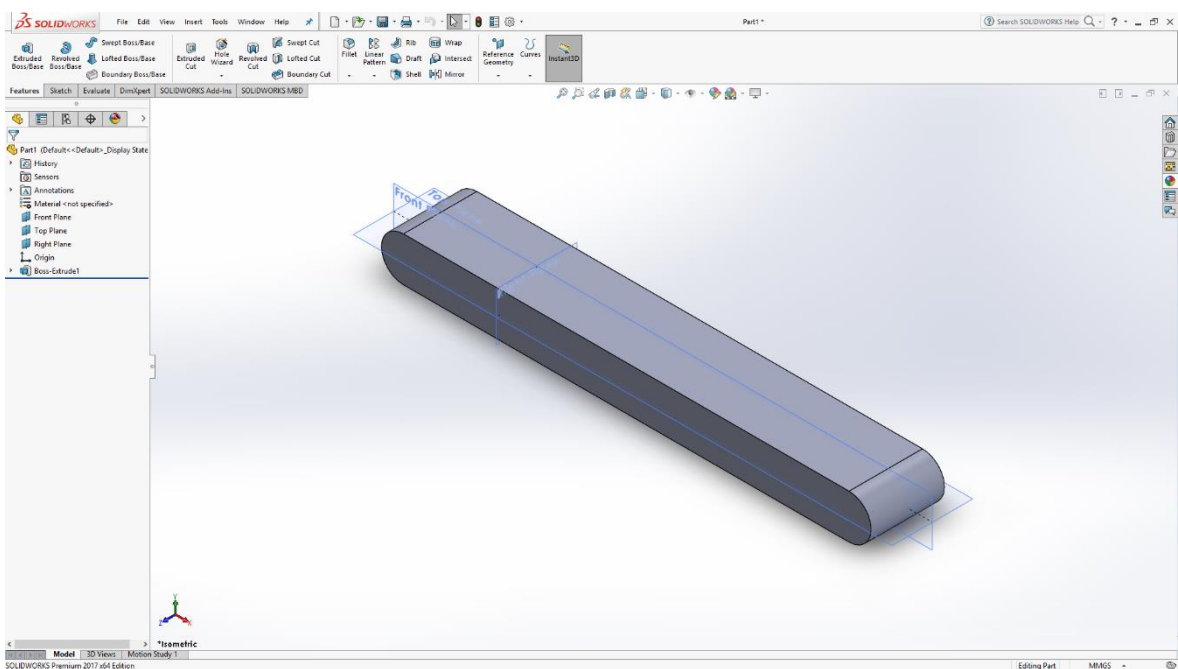 SOLIDWORKS File Edit View Insert Tools Window Help Part1 * Search SOLIDWORKS Help
Extruded Boss/Base
Revolved Boss/Base
Swept Boss/Base
Lofted Boss/Base
Boundary Boss/Base
Extruded Cut
Hole Wizard
Revolved Cut
Swept Cut
Lofted Cut
Boundary Cut
Fillet
Linear Pattern
Rib
Draft
Shell
Wrap
Intersect
Mirror
Reference Geometry
Curves
Instant3D
Features Sketch Evaluate DimXpert SOLIDWORKS Add-Ins SOLIDWORKS MBD
Part1 (Default<<Default>_Display State
History
Sensors
Annotations
Material <not specified>
Front Plane
Top Plane
Right Plane
Origin
Boss-Extrude1
Front
*Isometric
Model 3D Views Motion Study 1
SOLIDWORKS Premium 2017 x64 Edition Editing Part MMGS